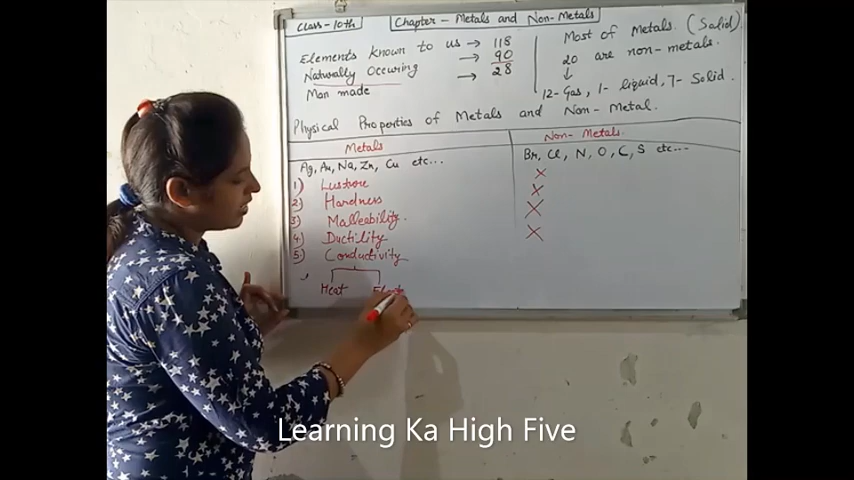 Class-10th
Chapter - Metals and Non-Metals
Elements known to us → 118
Naturally Occuring → 90
Man made → 28
Most of Metals. (Solid)
20 are non-metals.
↓
12-Gas, 1-liquid, 7-Solid.
Physical Properties of Metals and Non-Metal.
Metals
Non-Metals.
Ag, Au, Na, Zn, Cu etc...
Br, Cl, N, O, C, S etc...
1) Lusture X
2) Hardness X
3) Malleability. X
4) Ductility X
5) Conductivity
Heat Elect
Learning Ka High Five